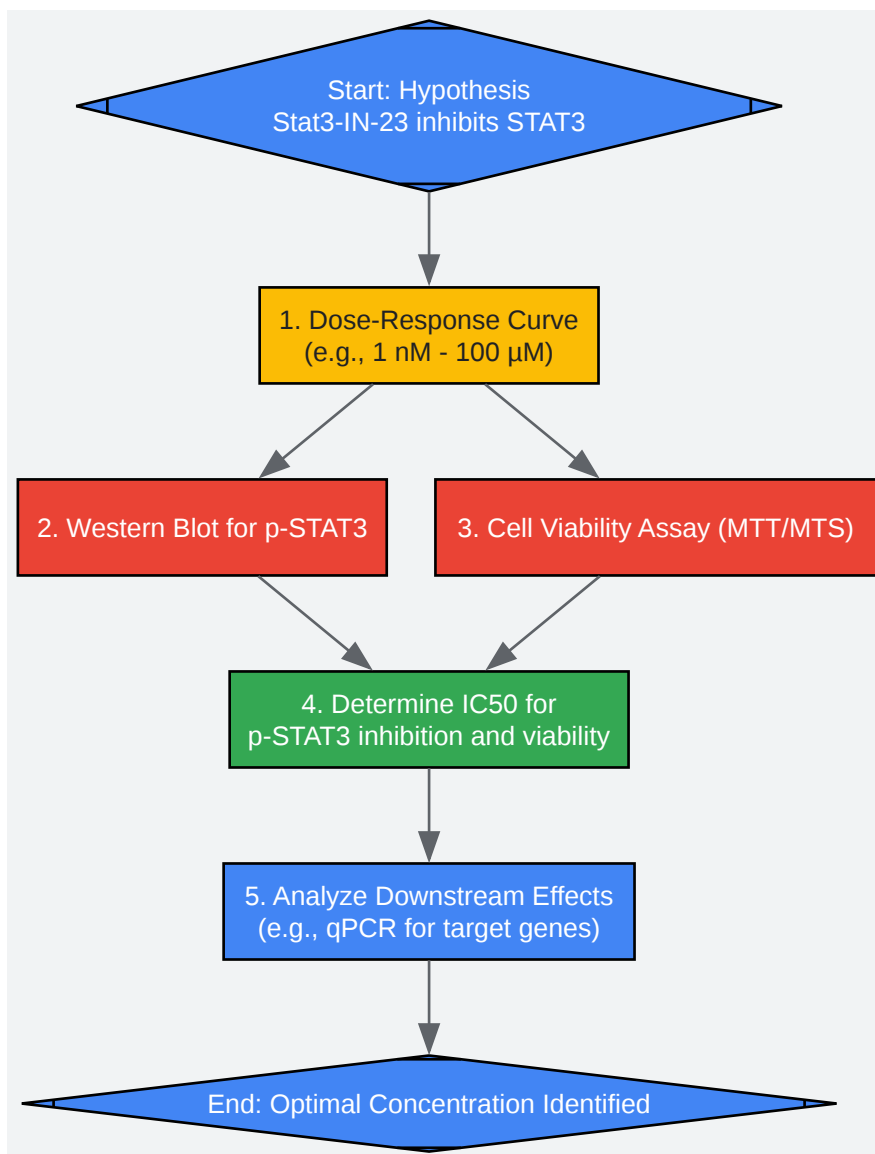 Start: Hypothesis
Stat3-IN-23 inhibits STAT3
1. Dose-Response Curve
(e.g., 1 nM - 100 µM)
2. Western Blot for p-STAT3
3. Cell Viability Assay (MTT/MTS)
4. Determine IC50 for
p-STAT3 inhibition and viability
5. Analyze Downstream Effects
(e.g., qPCR for target genes)
End: Optimal Concentration Identified